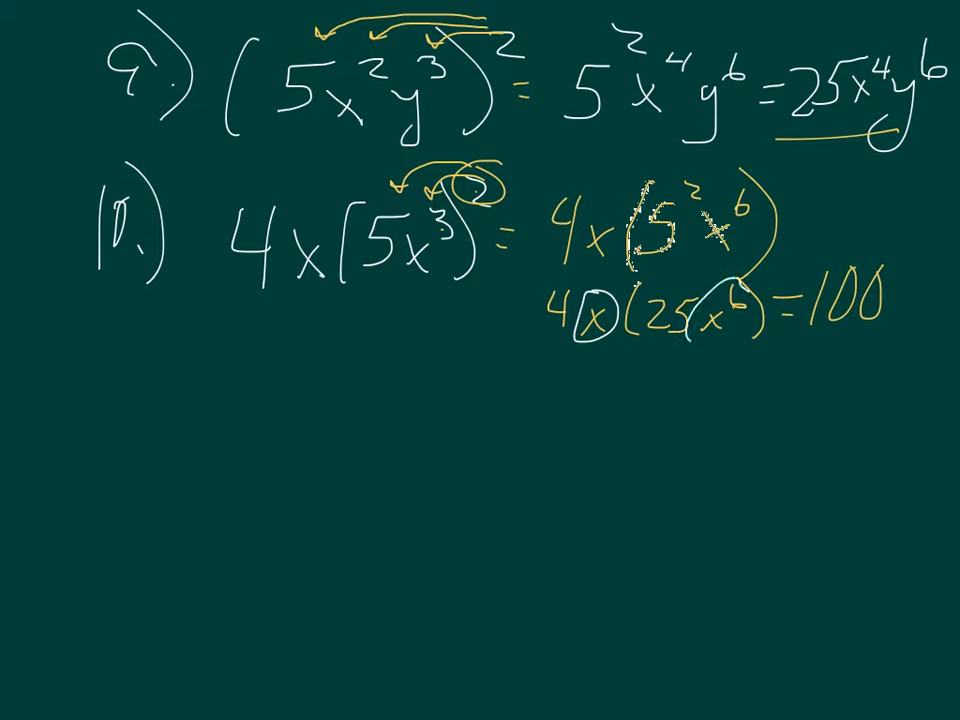 9.) (5x²y³)² = 5²x⁴y⁶ = 25x⁴y⁶
10.) 4x(5x³)² = 4x(5²x⁶)
4x(25x⁶) = 100